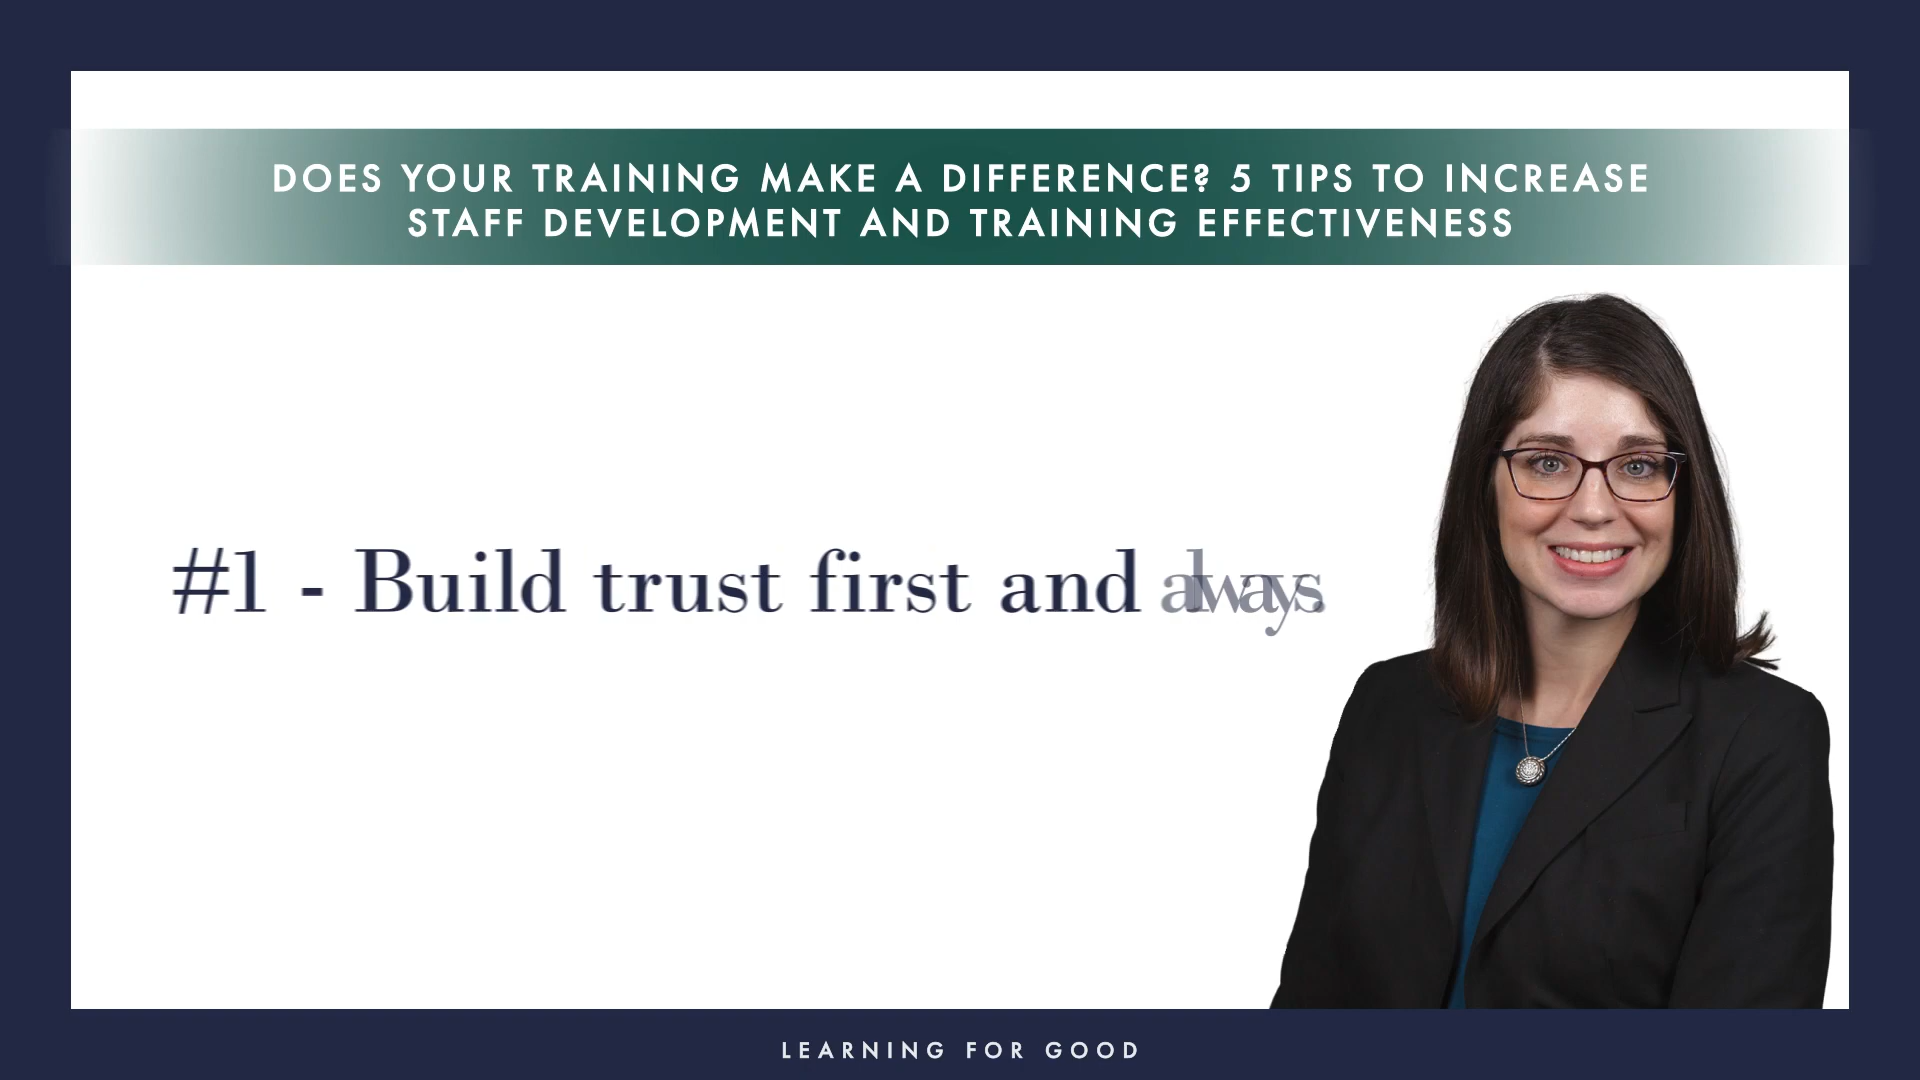 DOES YOUR TRAINING MAKE A DIFFERENCE? 5 TIPS TO INCREASE
STAFF DEVELOPMENT AND TRAINING EFFECTIVENESS
#1 - Build trust first and always.
LEARNING FOR GOOD